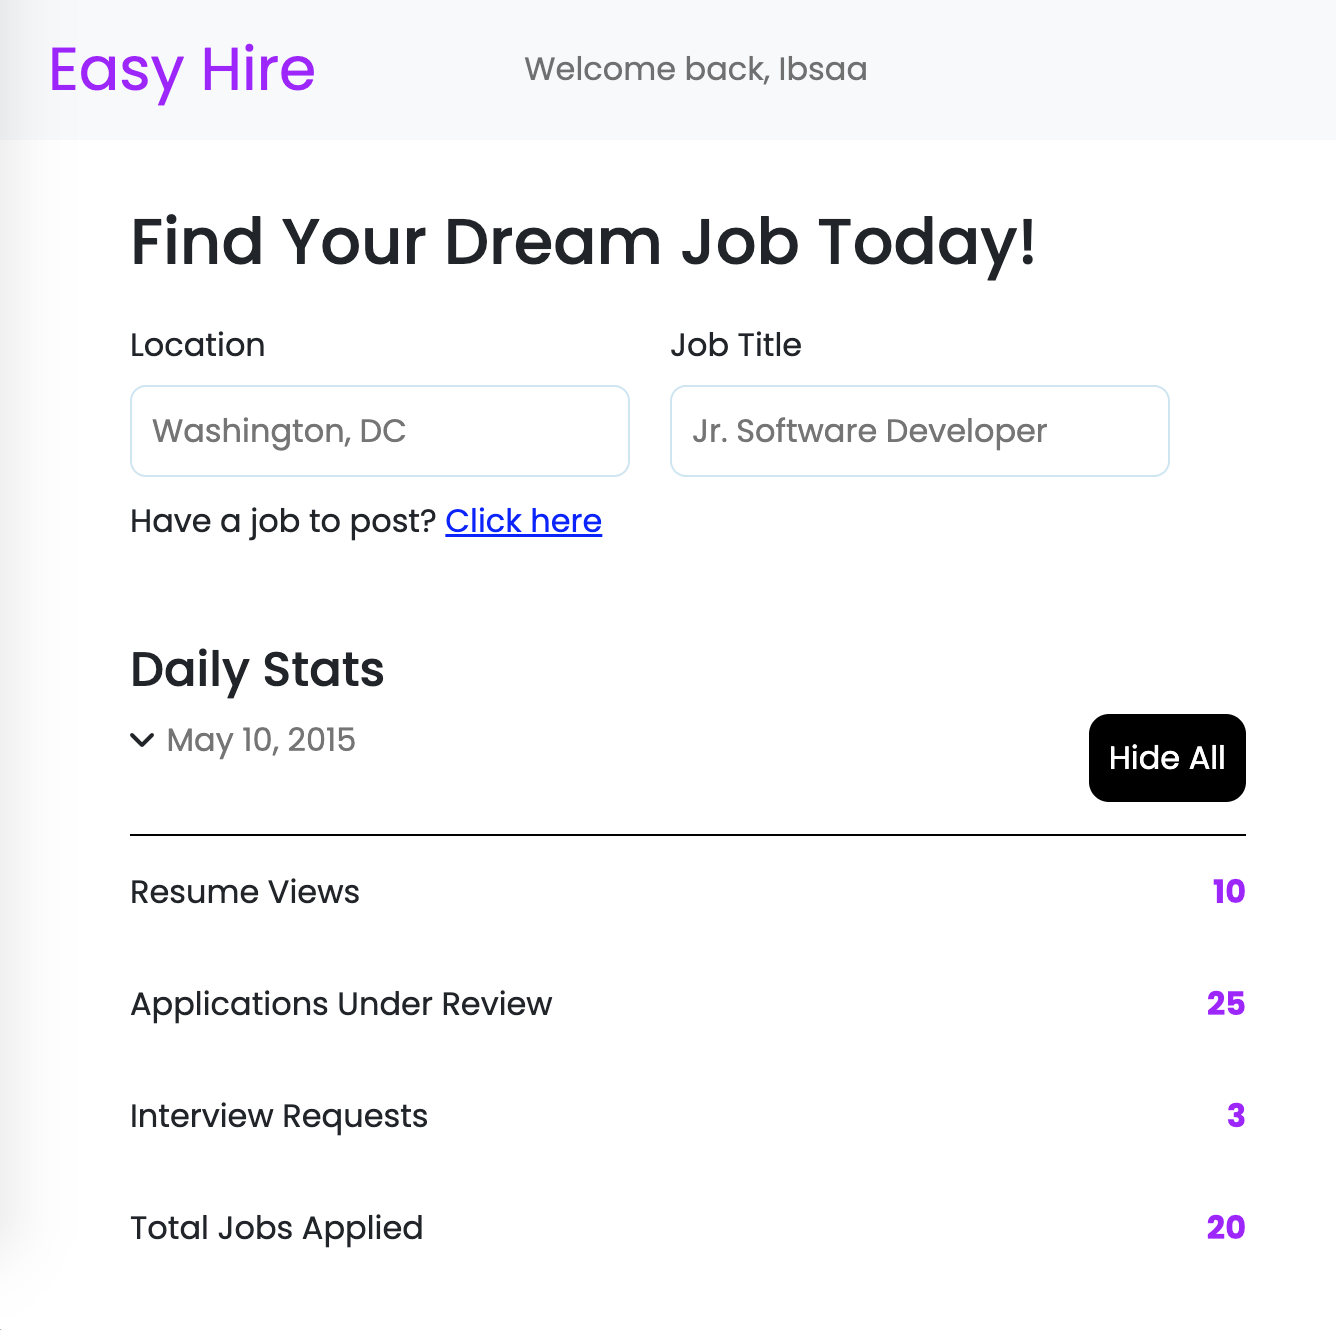 Easy Hire
Welcome back, Ibsaa
Find Your Dream Job Today!
Location
Job Title
Washington, DC
Jr. Software Developer
Have a job to post? Click here
Daily Stats
May 10, 2015
Hide All
Resume Views 10
Applications Under Review 25
Interview Requests 3
Total Jobs Applied 20